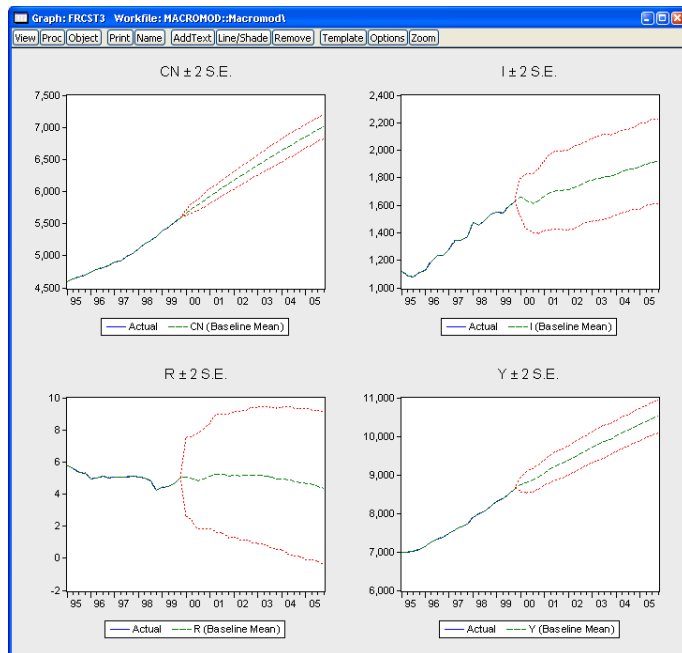 Graph: FRCST3 Workfile: MACROMOD::Macromod\
View Proc Object Print Name AddText Line/Shade Remove Template Options Zoom
CN ± 2 S.E.
7,500
7,000
6,500
6,000
5,500
5,000
4,500
95 96 97 98 99 00 01 02 03 04 05
Actual CN (Baseline Mean)
I ± 2 S.E.
2,400
2,200
2,000
1,800
1,600
1,400
1,200
1,000
95 96 97 98 99 00 01 02 03 04 05
Actual I (Baseline Mean)
R ± 2 S.E.
10
8
6
4
2
0
-2
95 96 97 98 99 00 01 02 03 04 05
Actual R (Baseline Mean)
Y ± 2 S.E.
11,000
10,000
9,000
8,000
7,000
6,000
95 96 97 98 99 00 01 02 03 04 05
Actual Y (Baseline Mean)